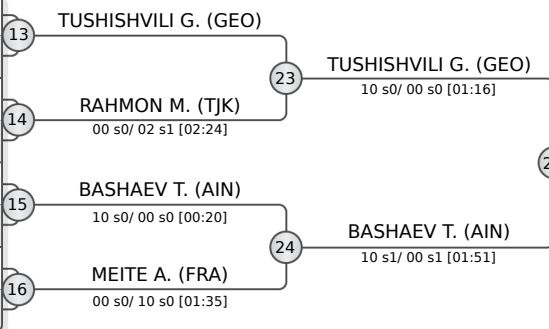 TUSHISHVILI G. (GEO)
13
23
TUSHISHVILI G. (GEO)
10 s0/ 00 s0 [01:16]
RAHMON M. (TJK)
14
00 s0/ 02 s1 [02:24]
BASHAEV T. (AIN)
15
10 s0/ 00 s0 [00:20]
24
BASHAEV T. (AIN)
10 s1/ 00 s1 [01:51]
MEITE A. (FRA)
16
00 s0/ 10 s0 [01:35]